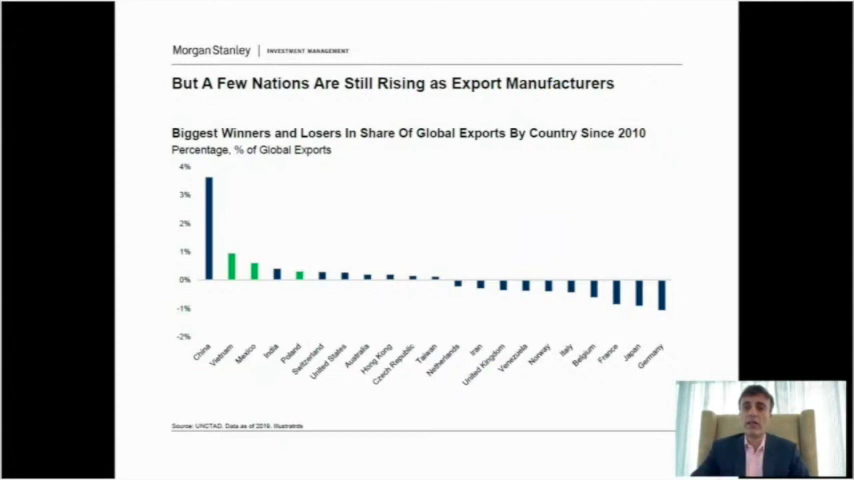 Morgan Stanley | INVESTMENT MANAGEMENT
But A Few Nations Are Still Rising as Export Manufacturers
Biggest Winners and Losers In Share Of Global Exports By Country Since 2010
Percentage, % of Global Exports
4%
3%
2%
1%
0%
-1%
-2%
China
Vietnam
Mexico
India
Poland
Switzerland
United States
Australia
Hong Kong
Czech Republic
Taiwan
Netherlands
Iran
United Kingdom
Venezuela
Norway
Italy
Belgium
France
Japan
Germany
Source: UNCTAD. Data as of 2019.